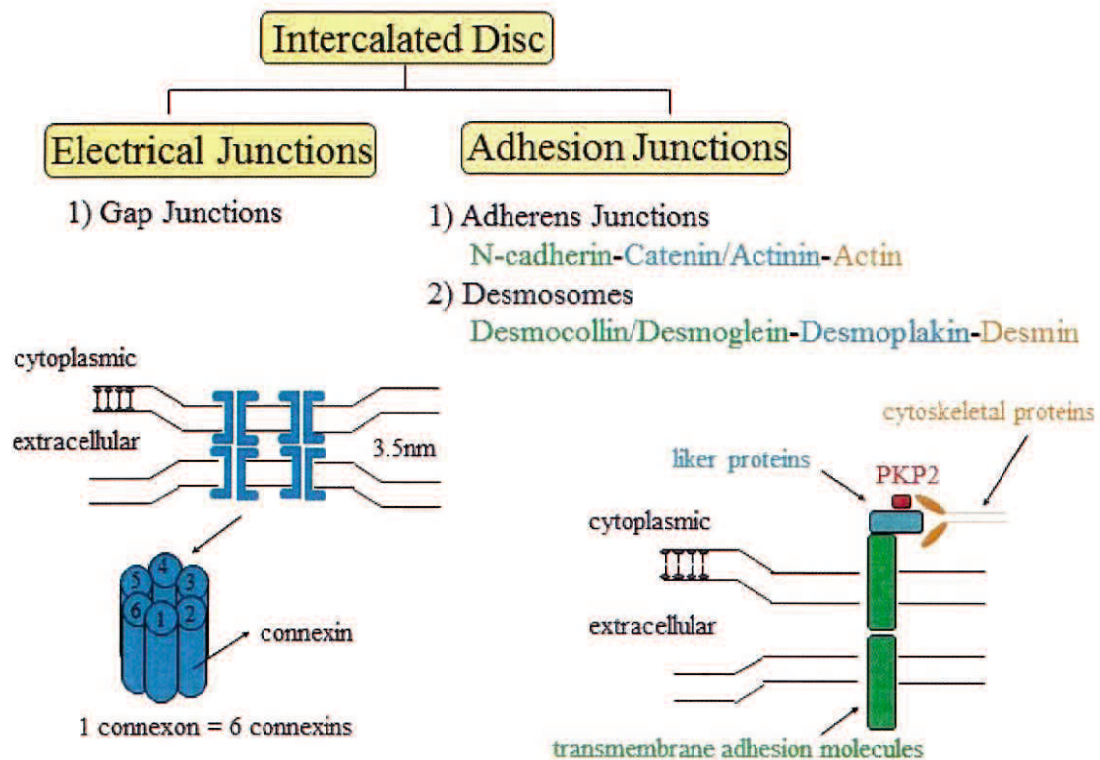 Intercalated Disc
Electrical Junctions
Adhesion Junctions
1) Gap Junctions
1) Adherens Junctions
N-cadherin-Catenin/Actinin-Actin
2) Desmosomes
Desmocollin/Desmoglein-Desmoplakin-Desmin
cytoplasmic
extracellular
3.5nm
5
4
3
6
1
2
connexin
1 connexon = 6 connexins
cytoskeletal proteins
liker proteins
PKP2
cytoplasmic
extracellular
transmembrane adhesion molecules